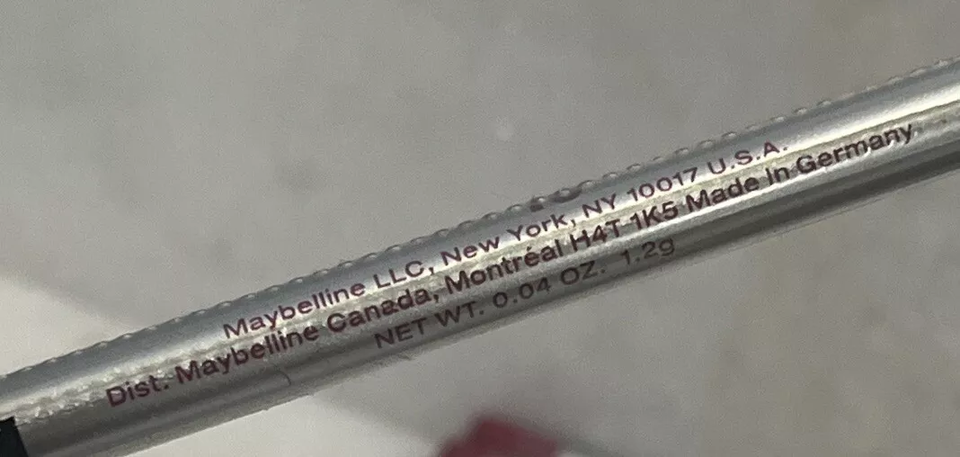 Maybelline LLC, New York, NY 10017 U.S.A.
Dist. Maybelline Canada, Montréal H4T 1K5 Made in Germany
NET WT. 0.04 OZ. 1.2g